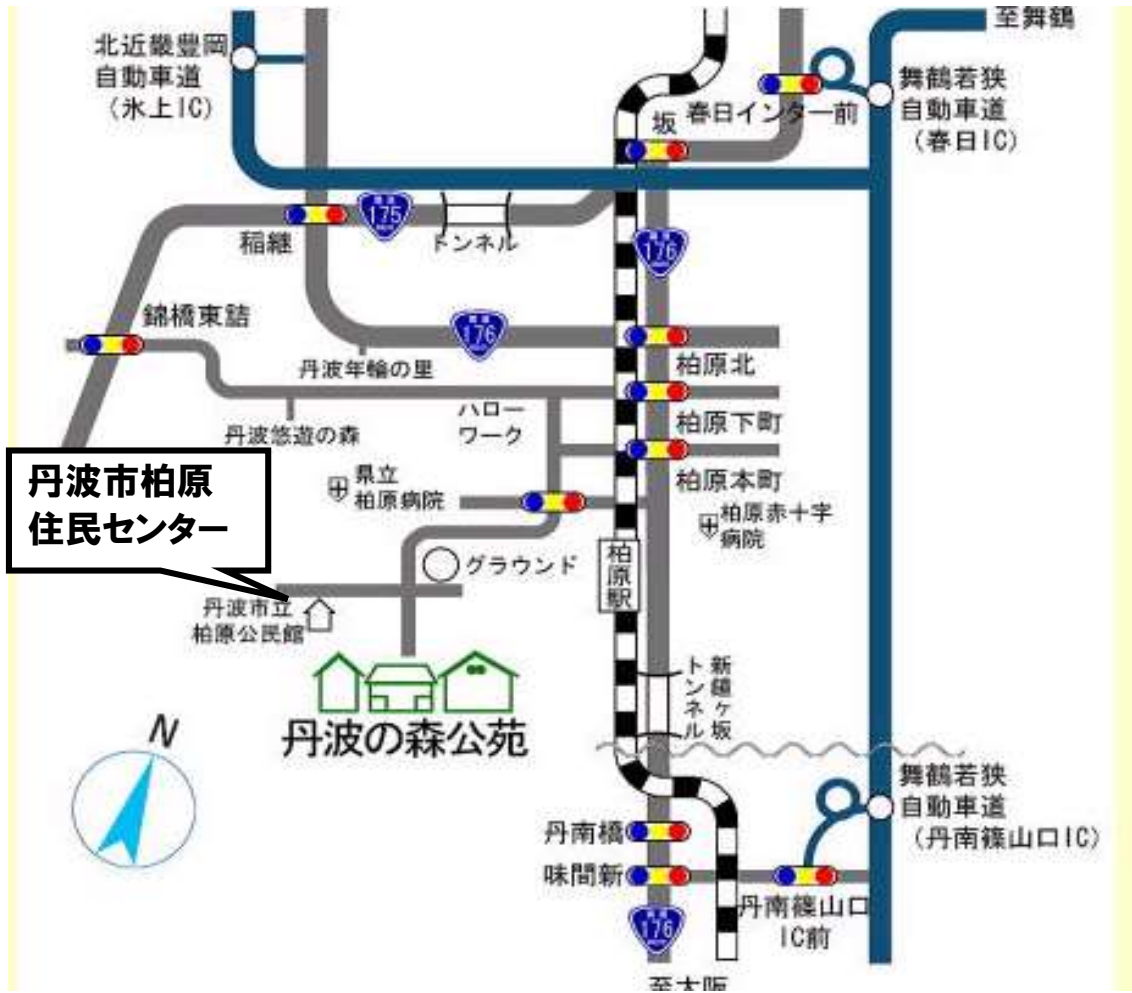 至舞鶴
北近畿豊岡
自動車道
(氷上IC)
舞鶴若狭
自動車道
(春日IC)
春日インター前
坂
175
稲継
トンネル
176
錦橋東詰
176
丹波年輪の里
柏原北
ハロー
ワーク
丹波悠遊の森
柏原下町
丹波市柏原
住民センター
県立
柏原病院
柏原本町
柏原赤十字
病院
柏原駅
グラウンド
丹波市立
柏原公民館
新鐘ヶ坂
トンネル
丹波の森公苑
N
舞鶴若狭
自動車道
(丹南篠山口IC)
丹南橋
味間新
丹南篠山口
IC前
176
至大阪